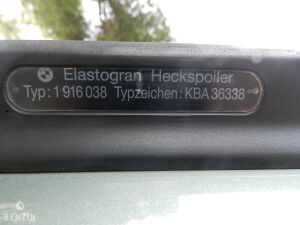 Elastogran Heckspoiler
Typ: 1 916 038 Typzeichen: KBA 36338
BENZIN